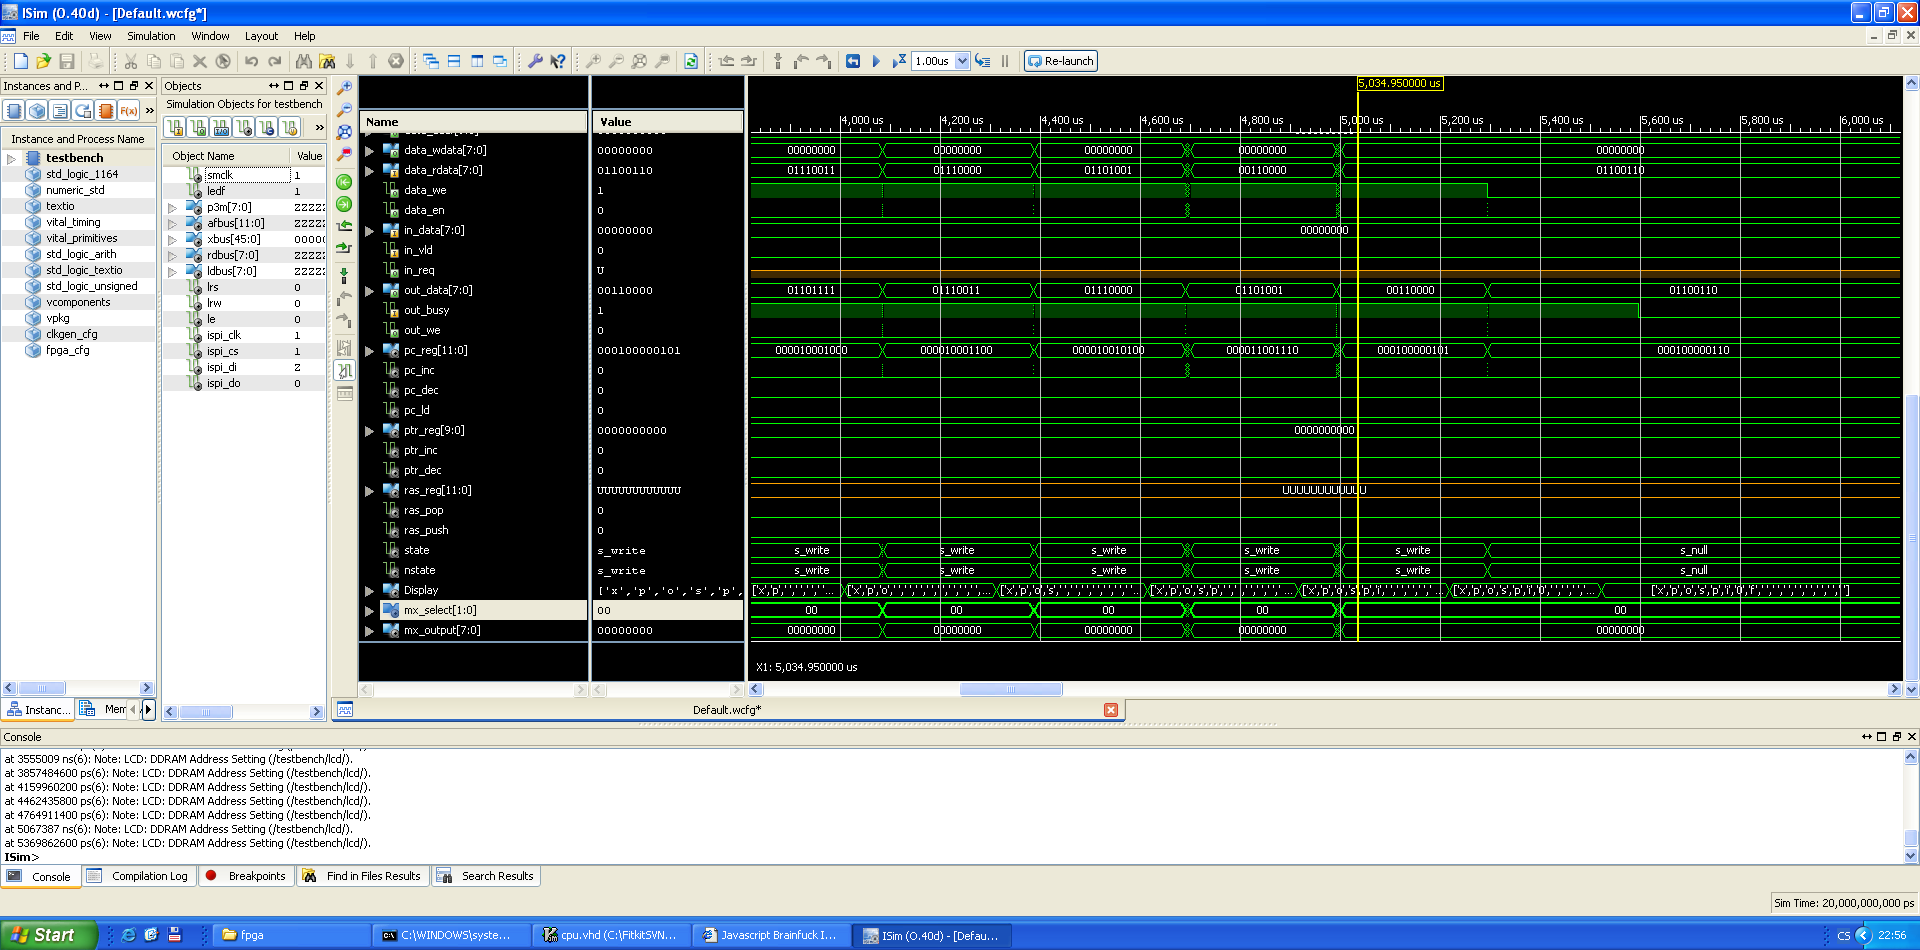 ISim (O.40d) - [Default.wcfg*]
File Edit View Simulation Window Layout Help
1.00us Re-launch
Instances and P...
Instance and Process Name
testbench
std_logic_1164
numeric_std
textio
vital_timing
vital_primitives
std_logic_arith
std_logic_textio
std_logic_unsigned
vcomponents
vpkg
clkgen_cfg
fpga_cfg
Instanc... Mem
Objects
Simulation Objects for testbench
Object Name Value
smclk 1
ledf 1
p3m[7:0] ZZZZZ
afbus[11:0] ZZZZZ
xbus[45:0] 00000
rdbus[7:0] ZZZZZ
ldbus[7:0] ZZZZZ
lrs 0
lrw 0
le 0
ispi_clk 1
ispi_cs 1
ispi_di Z
ispi_do 0
5,034.950000 us
Name Value
4,000 us 4,200 us 4,400 us 4,600 us 4,800 us 5,000 us 5,200 us 5,400 us 5,600 us 5,800 us 6,000 us
data_wdata[7:0] 00000000 00000000 00000000 00000000 00000000 00000000
data_rdata[7:0] 01100110 01110011 01110000 01101001 00110000 01100110
data_we 1
data_en 0
in_data[7:0] 00000000 00000000
in_vld 0
in_req U
out_data[7:0] 00110000 01101111 01110011 01110000 01101001 00110000 01100110
out_busy 1
out_we 0
pc_reg[11:0] 000100000101 000010001000 000010001100 000010010100 000011001110 000100000101 000100000110
pc_inc 0
pc_dec 0
pc_ld 0
ptr_reg[9:0] 0000000000 0000000000
ptr_inc 0
ptr_dec 0
ras_reg[11:0] UUUUUUUUUUUU UUUUUUUUUUUU
ras_pop 0
ras_push 0
state s_write s_write s_write s_write s_write s_write s_null
nstate s_write s_write s_write s_write s_write s_write s_null
Display ['x','p','o','s','p',
mx_select[1:0] 00 00 00 00 00 00
mx_output[7:0] 00000000 00000000 00000000 00000000 00000000 00000000
X1: 5,034.950000 us
Default.wcfg*
Console
at 3555009 ns(6): Note: LCD: DDRAM Address Setting (/testbench/lcd/).
at 3857484600 ps(6): Note: LCD: DDRAM Address Setting (/testbench/lcd/).
at 4159960200 ps(6): Note: LCD: DDRAM Address Setting (/testbench/lcd/).
at 4462435800 ps(6): Note: LCD: DDRAM Address Setting (/testbench/lcd/).
at 4764911400 ps(6): Note: LCD: DDRAM Address Setting (/testbench/lcd/).
at 5067387 ns(6): Note: LCD: DDRAM Address Setting (/testbench/lcd/).
at 5369862600 ps(6): Note: LCD: DDRAM Address Setting (/testbench/lcd/).
ISim>
Console Compilation Log Breakpoints Find in Files Results Search Results
Sim Time: 20,000,000,000 ps
Start fpga C:\WINDOWS\syste... cpu.vhd (C:\FitkitSVN... Javascript Brainfuck I... ISim (O.40d) - [Defau... CS 22:56